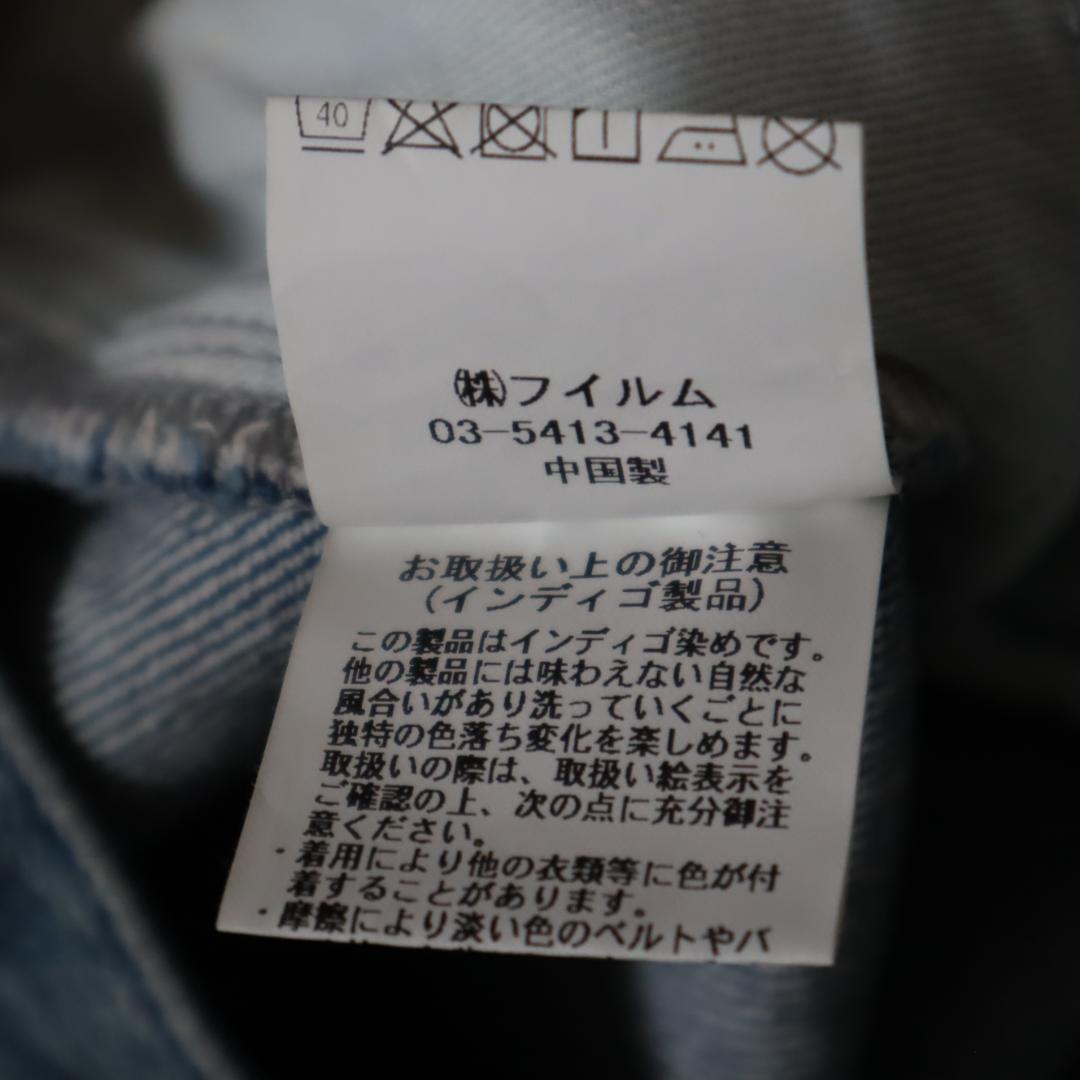 40
㈱フイルム
03-5413-4141
中国製
お取扱い上の御注意
(インディゴ製品)
この製品はインディゴ染めです。
他の製品には味わえない自然な
風合いがあり洗っていくごとに
独特の色落ち変化を楽しめます。
取扱いの際は、取扱い絵表示を
ご確認の上、次の点に充分御注
意ください。
・着用により他の衣類等に色が付
着することがあります。
・摩擦により淡い色のベルトやバ